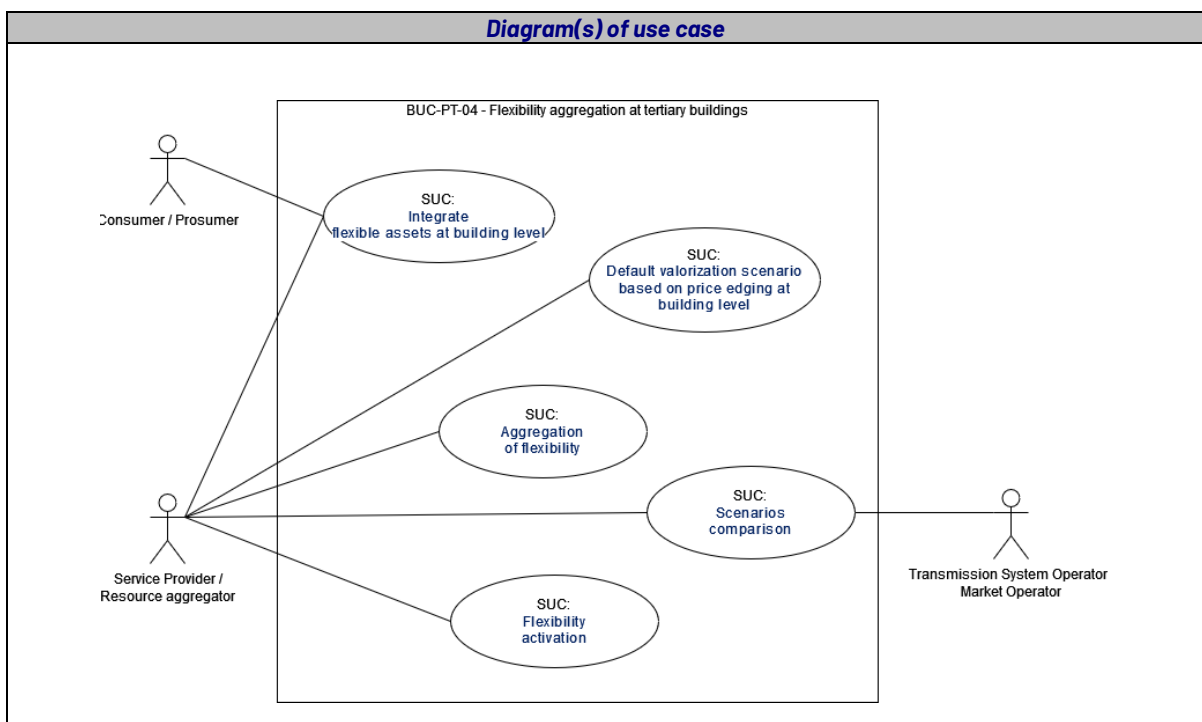 Diagram(s) of use case
BUC-PT-04 - Flexibility aggregation at tertiary buildings
Consumer / Prosumer
SUC:
Integrate
flexible assets at building level
SUC:
Default valorization scenario
based on price edging at
building level
SUC:
Aggregation
of flexibility
SUC:
Scenarios
comparison
Service Provider /
Resource aggregator
Transmission System Operator
Market Operator
SUC:
Flexibility
activation